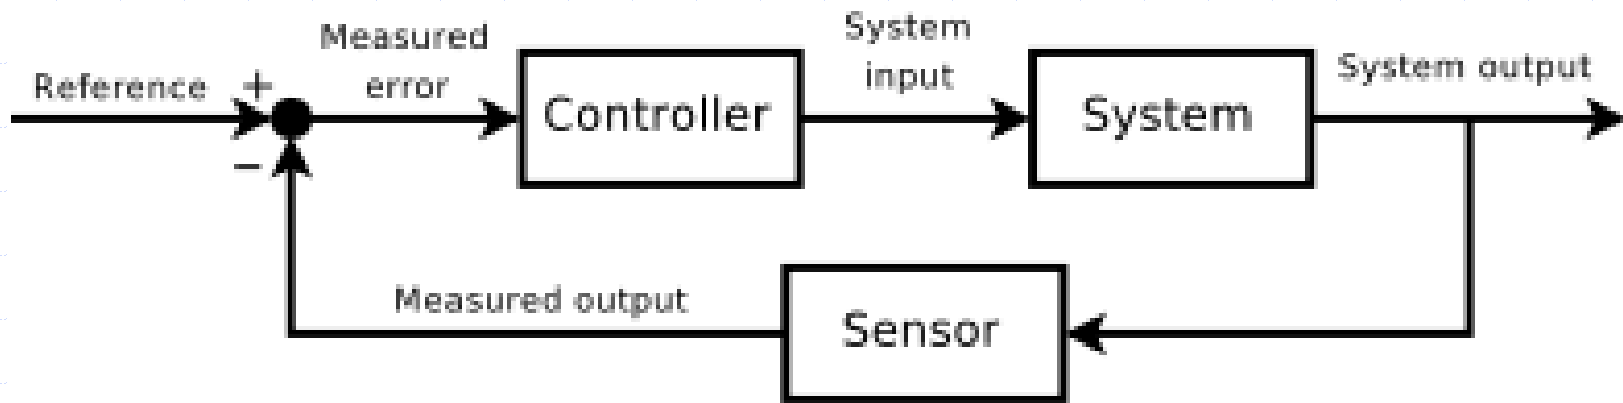 Reference
+
−
Measured
error
Controller
System
input
System
System output
Measured output
Sensor